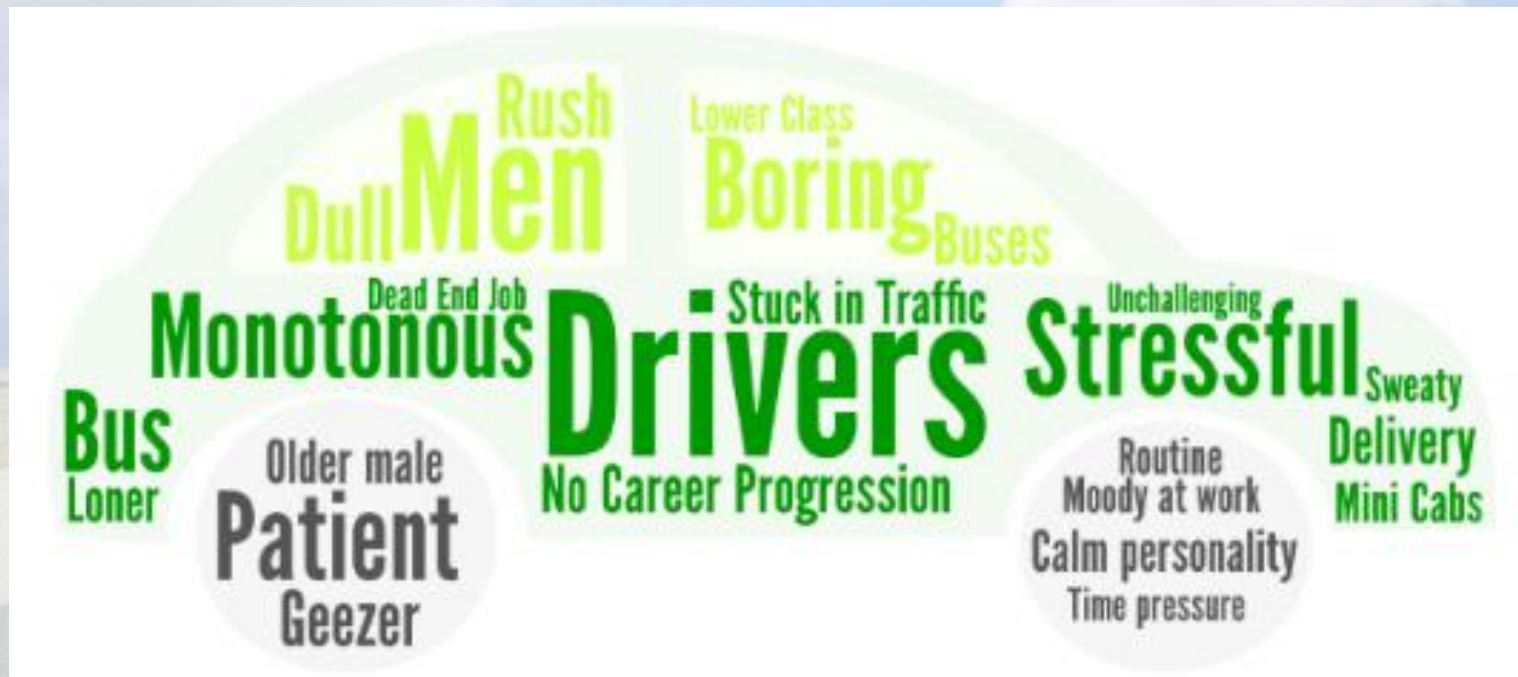 Rush
Men
Dull
Lower Class
Boring
Buses
Dead End Job
Monotonous
Stuck in Traffic
Drivers
No Career Progression
Unchallenging
Stressful
Sweaty
Bus
Loner
Delivery
Mini Cabs
Older male
Patient
Geezer
Routine
Moody at work
Calm personality
Time pressure